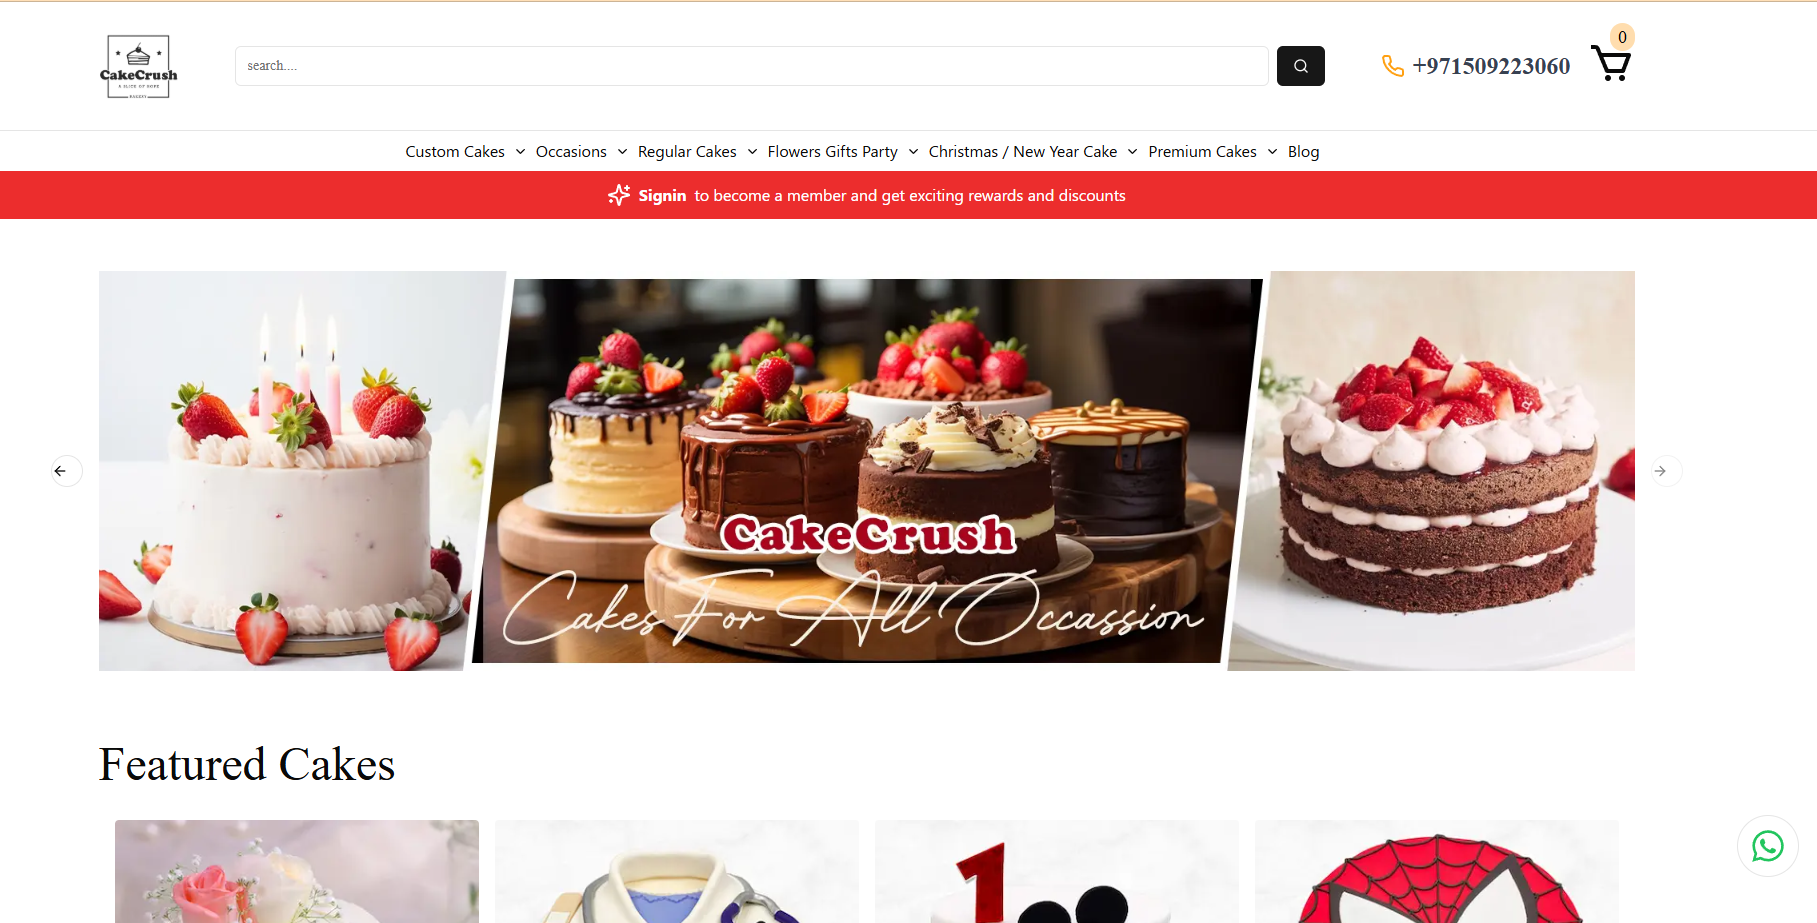 CakeCrush
A SLICE OF HOPE
BAKERY
search....
+971509223060
0
Custom Cakes
Occasions
Regular Cakes
Flowers Gifts Party
Christmas / New Year Cake
Premium Cakes
Blog
Signin to become a member and get exciting rewards and discounts
CakeCrush
Cakes For All Occassion
Featured Cakes
1